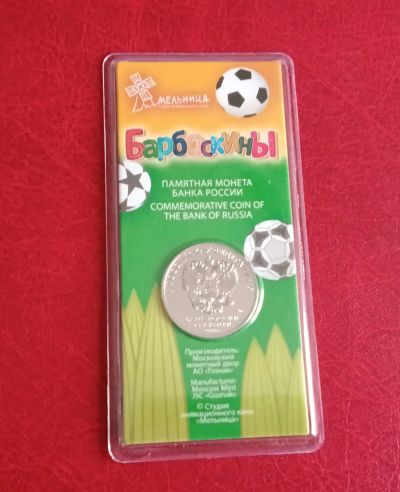 Мельница
Барбоскины
ПАМЯТНАЯ МОНЕТА
БАНКА РОССИИ
COMMEMORATIVE COIN OF
THE BANK OF RUSSIA
Производитель:
Московский
монетный двор
АО «Гознак»
Manufacturer:
Moscow Mint
JSC «Goznak»
© Студия
анимационного кино
«Мельница»